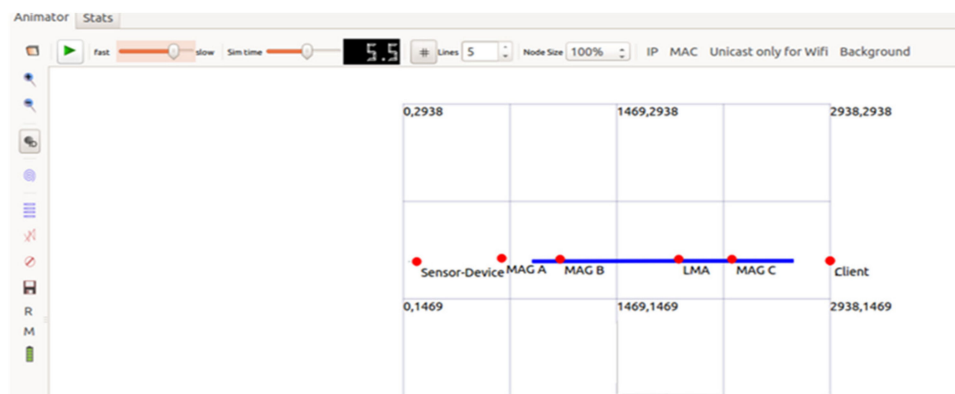 Animator Stats
fast slow Sim time 5.5 # Lines 5 Node Size 100% IP MAC Unicast only for Wifi Background
0,2938 1469,2938 2938,2938
Sensor-Device MAG A MAG B LMA MAG C Client
0,1469 1469,1469 2938,1469
R
M